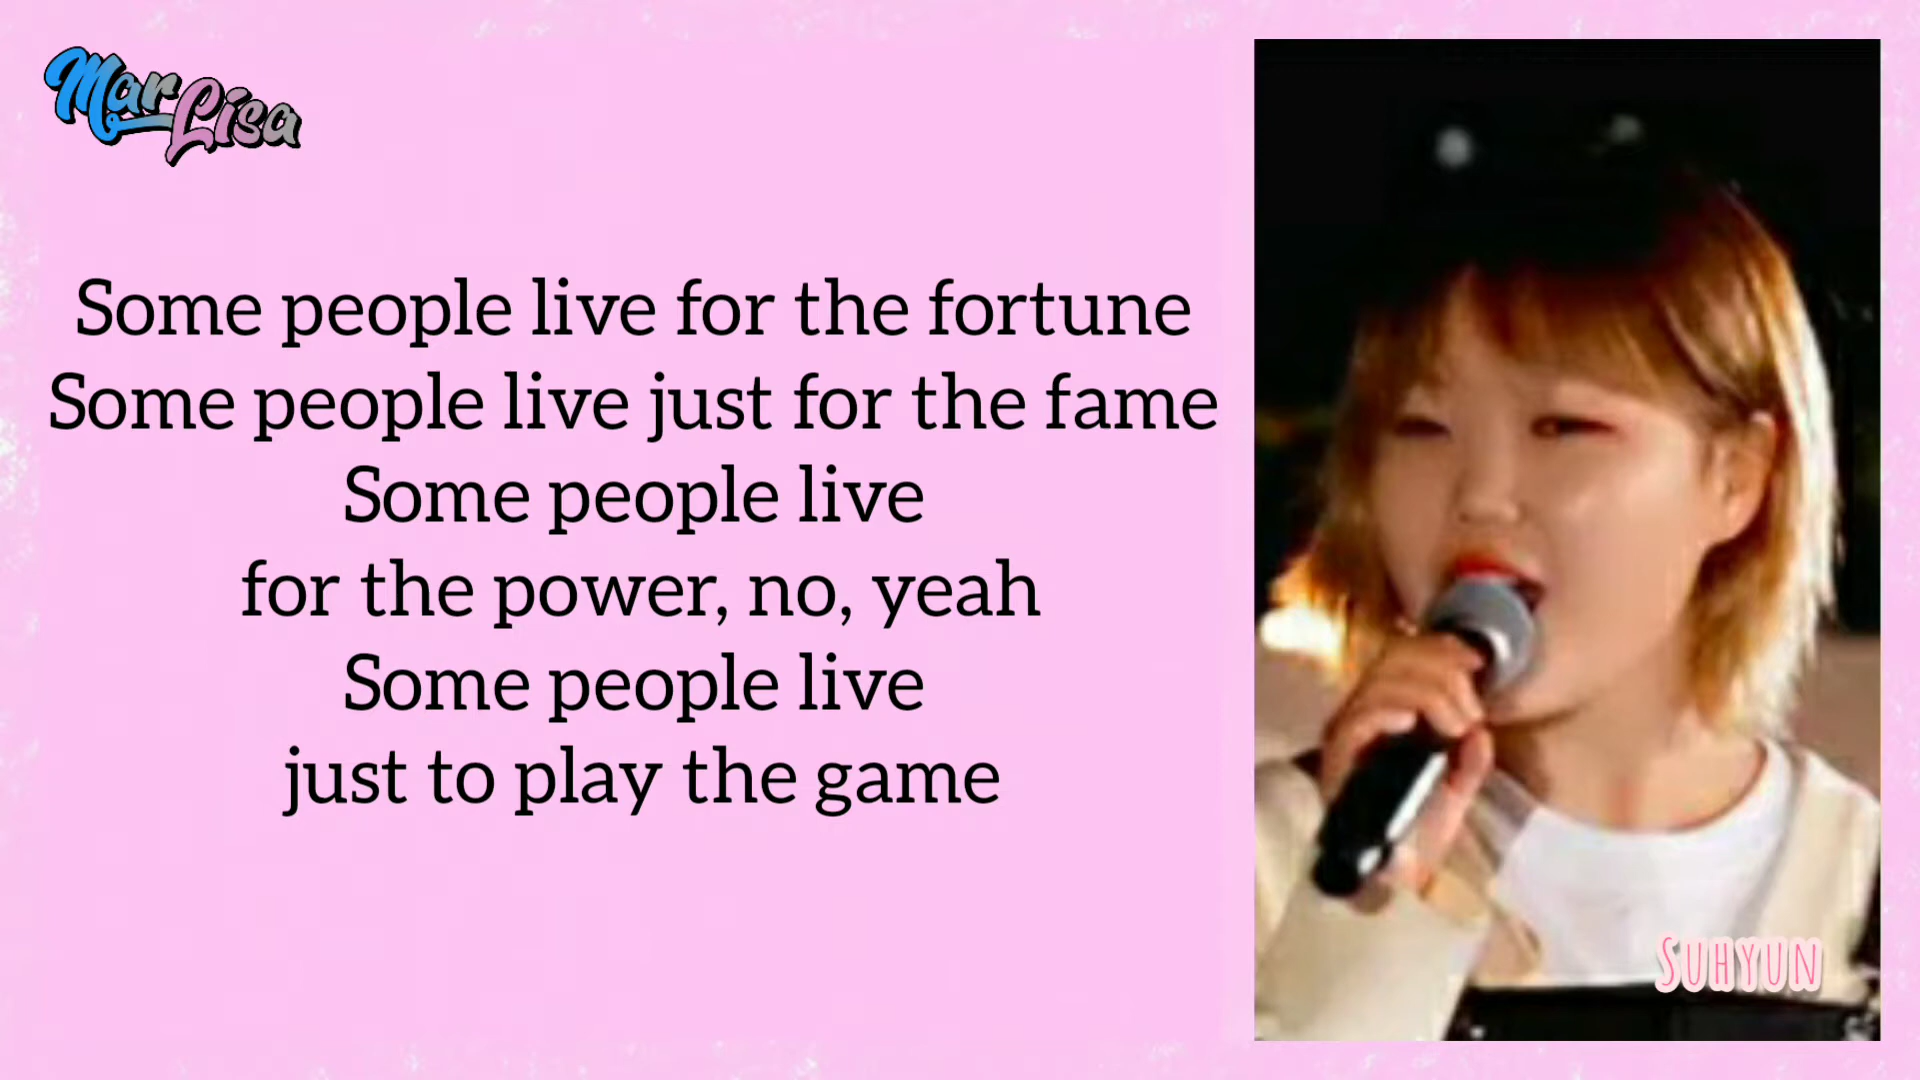 MarLisa
Some people live for the fortune
Some people live just for the fame
Some people live
for the power, no, yeah
Some people live
just to play the game
SUHYUN